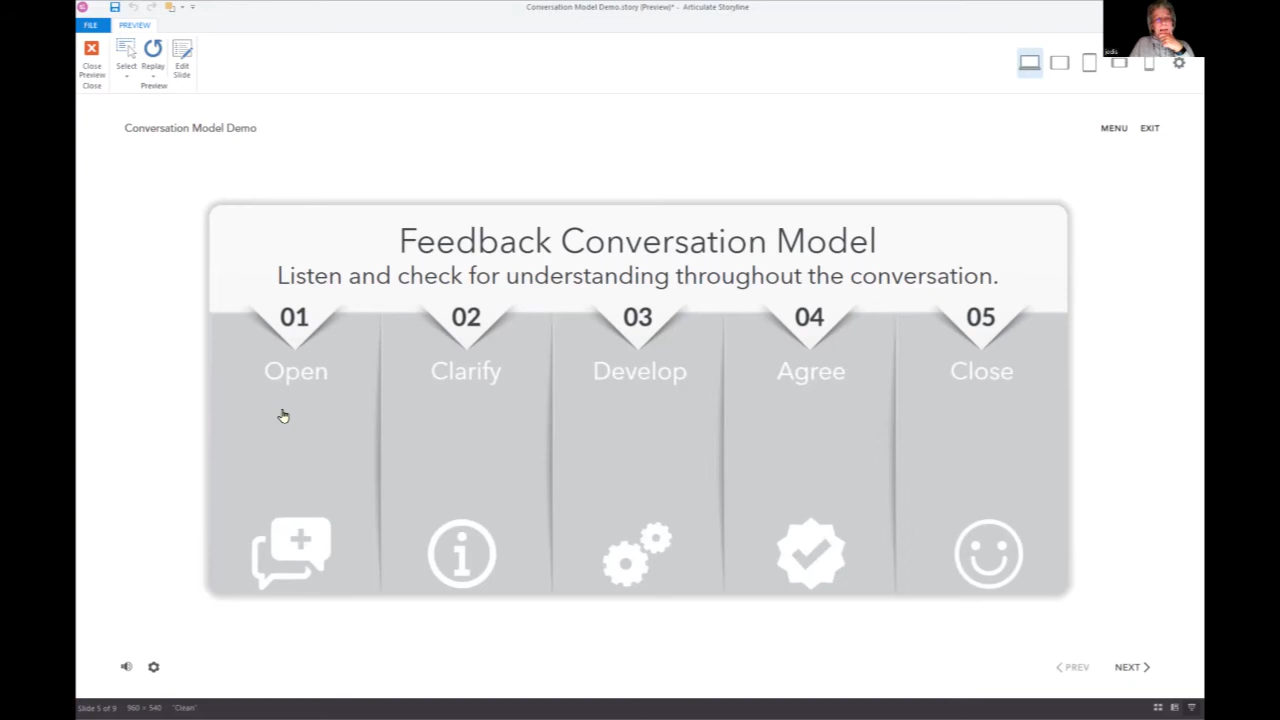 Conversation Model Demo.story (Preview)* - Articulate Storyline
FILE
PREVIEW
Close
Preview
Select
Replay
Edit
Slide
Close
Preview
jodis
Conversation Model Demo
MENU
EXIT
Feedback Conversation Model
Listen and check for understanding throughout the conversation.
01
02
03
04
05
Open
Clarify
Develop
Agree
Close
PREV
NEXT
Slide 5 of 9
960 × 540
"Clean"